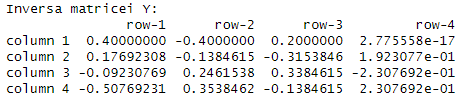 Inversa matricei Y:
row-1 row-2 row-3 row-4
column 1 0.40000000 -0.4000000 0.2000000 2.775558e-17
column 2 0.17692308 -0.1384615 -0.3153846 1.923077e-01
column 3 -0.09230769 0.2461538 0.3384615 -2.307692e-01
column 4 -0.50769231 0.3538462 -0.1384615 2.307692e-01